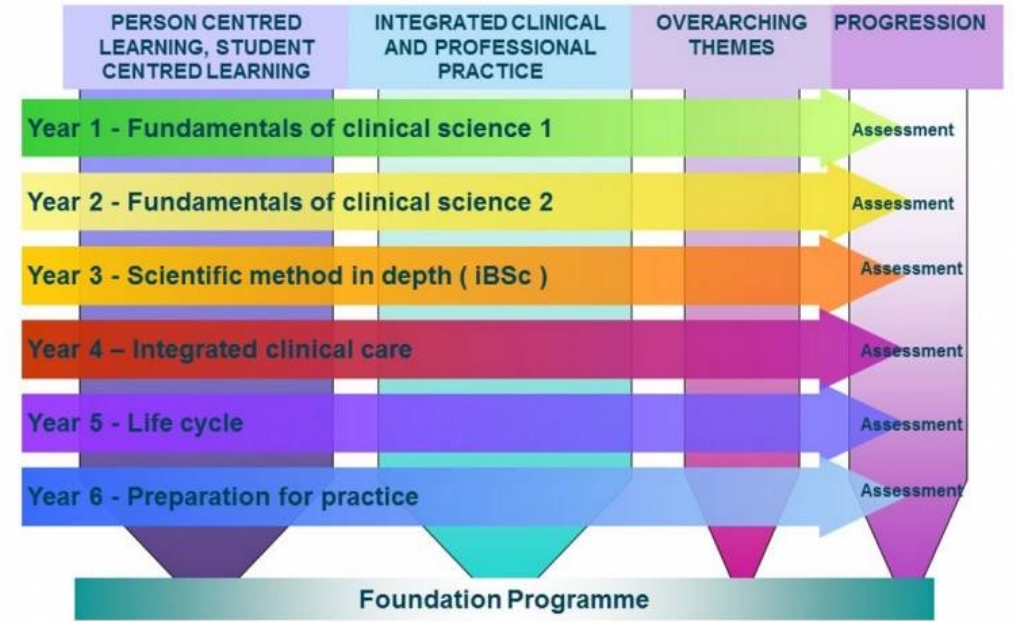 PERSON CENTRED
LEARNING, STUDENT
CENTRED LEARNING
INTEGRATED CLINICAL
AND PROFESSIONAL
PRACTICE
OVERARCHING
THEMES
PROGRESSION
Year 1 - Fundamentals of clinical science 1
Assessment
Year 2 - Fundamentals of clinical science 2
Assessment
Year 3 - Scientific method in depth ( iBSc )
Assessment
Year 4 – Integrated clinical care
Assessment
Year 5 - Life cycle
Assessment
Year 6 - Preparation for practice
Assessment
Foundation Programme